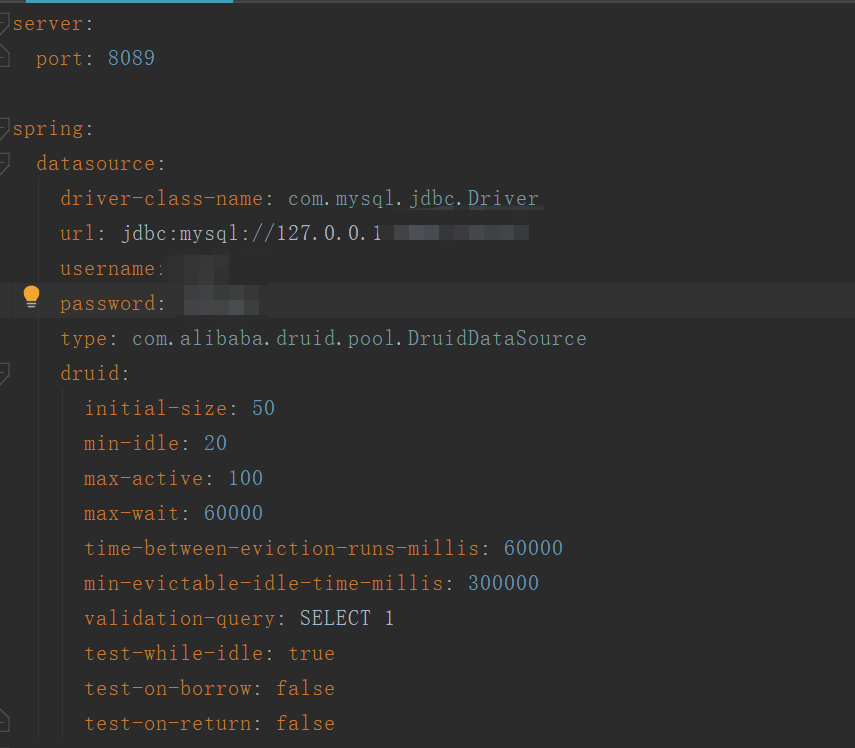 server:
port: 8089
spring:
datasource:
driver-class-name: com.mysql.jdbc.Driver
url: jdbc:mysql://127.0.0.1
username:
password:
type: com.alibaba.druid.pool.DruidDataSource
druid:
initial-size: 50
min-idle: 20
max-active: 100
max-wait: 60000
time-between-eviction-runs-millis: 60000
min-evictable-idle-time-millis: 300000
validation-query: SELECT 1
test-while-idle: true
test-on-borrow: false
test-on-return: false